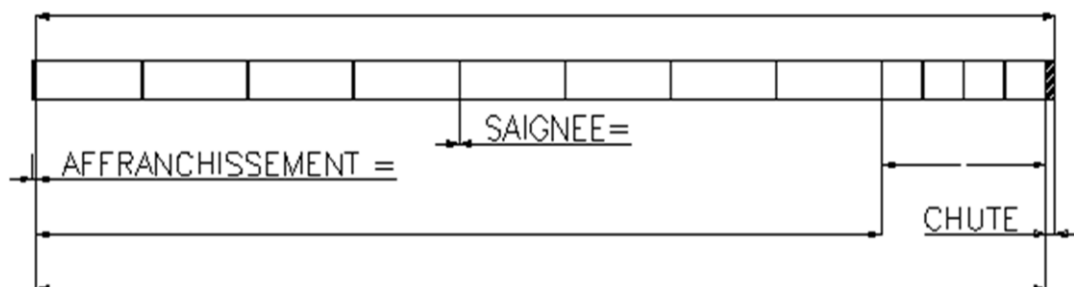 SAIGNEE=
AFFRANCHISSEMENT =
CHUTE